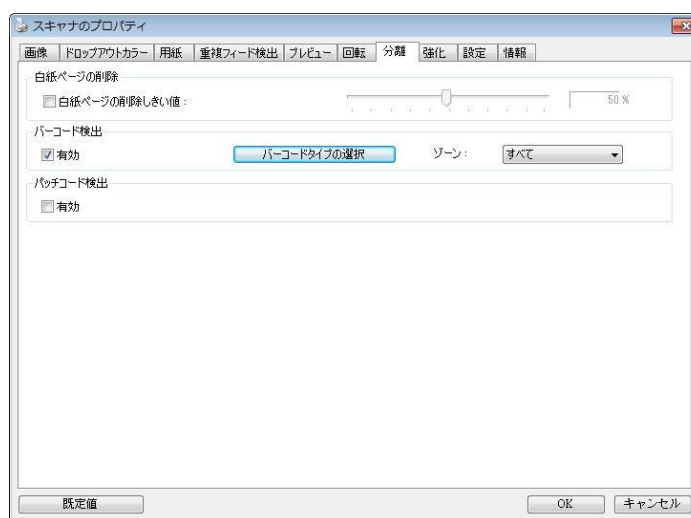 スキャナのプロパティ
画像 ドロップアウトカラー 用紙 重複フィード検出 プレビュー 回転 分離 強化 設定 情報
白紙ページの削除
白紙ページの削除しきい値： 50 %
バーコード検出
有効 バーコードタイプの選択 ゾーン： すべて
パッチコード検出
有効
既定値 OK キャンセル